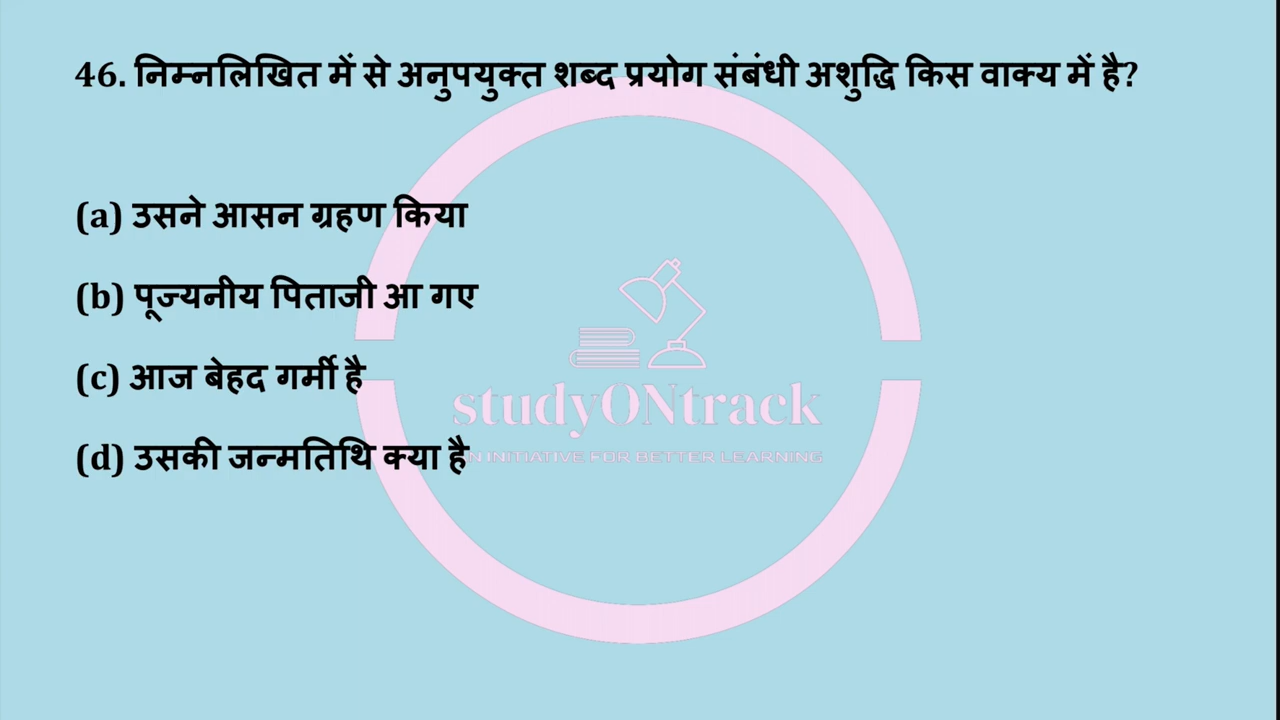 46. निम्नलिखित में से अनुपयुक्त शब्द प्रयोग संबंधी अशुद्धि किस वाक्य में है?
(a) उसने आसन ग्रहण किया
(b) पूज्यनीय पिताजी आ गए
(c) आज बेहद गर्मी है
(d) उसकी जन्मतिथि क्या है
studyONtrack
AN INITIATIVE FOR BETTER LEARNING